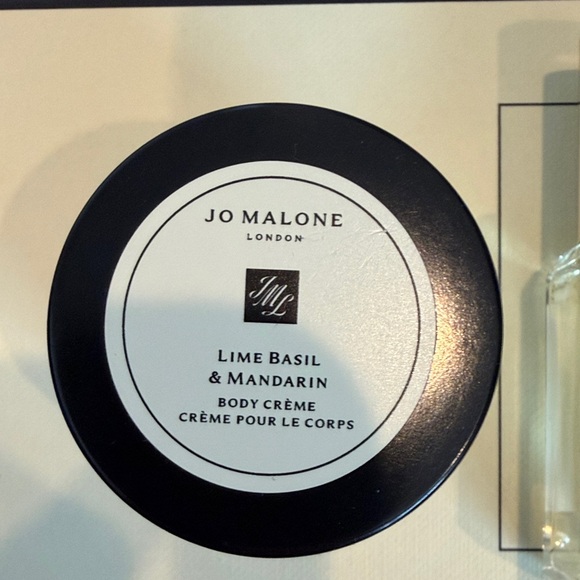 JO MALONE
LONDON
JML
LIME BASIL
& MANDARIN
BODY CRÈME
CRÈME POUR LE CORPS